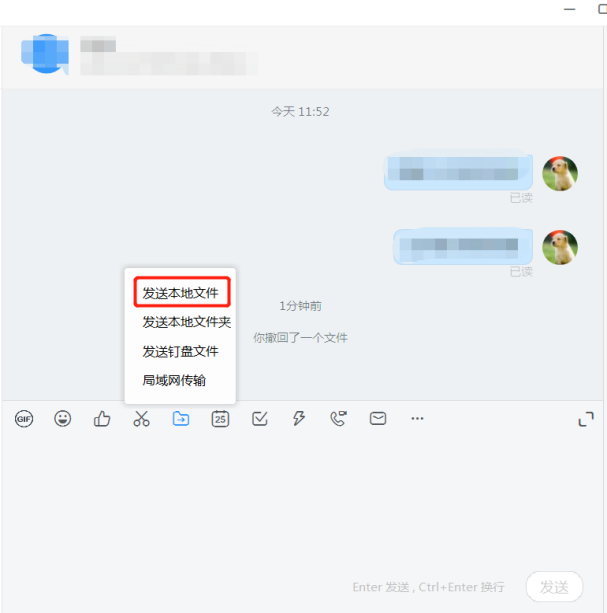 今天 11:52
已读
已读
1分钟前
你撤回了一个文件
发送本地文件
发送本地文件夹
发送钉盘文件
局域网传输
GIF
25
Enter 发送 , Ctrl+Enter 换行
发送